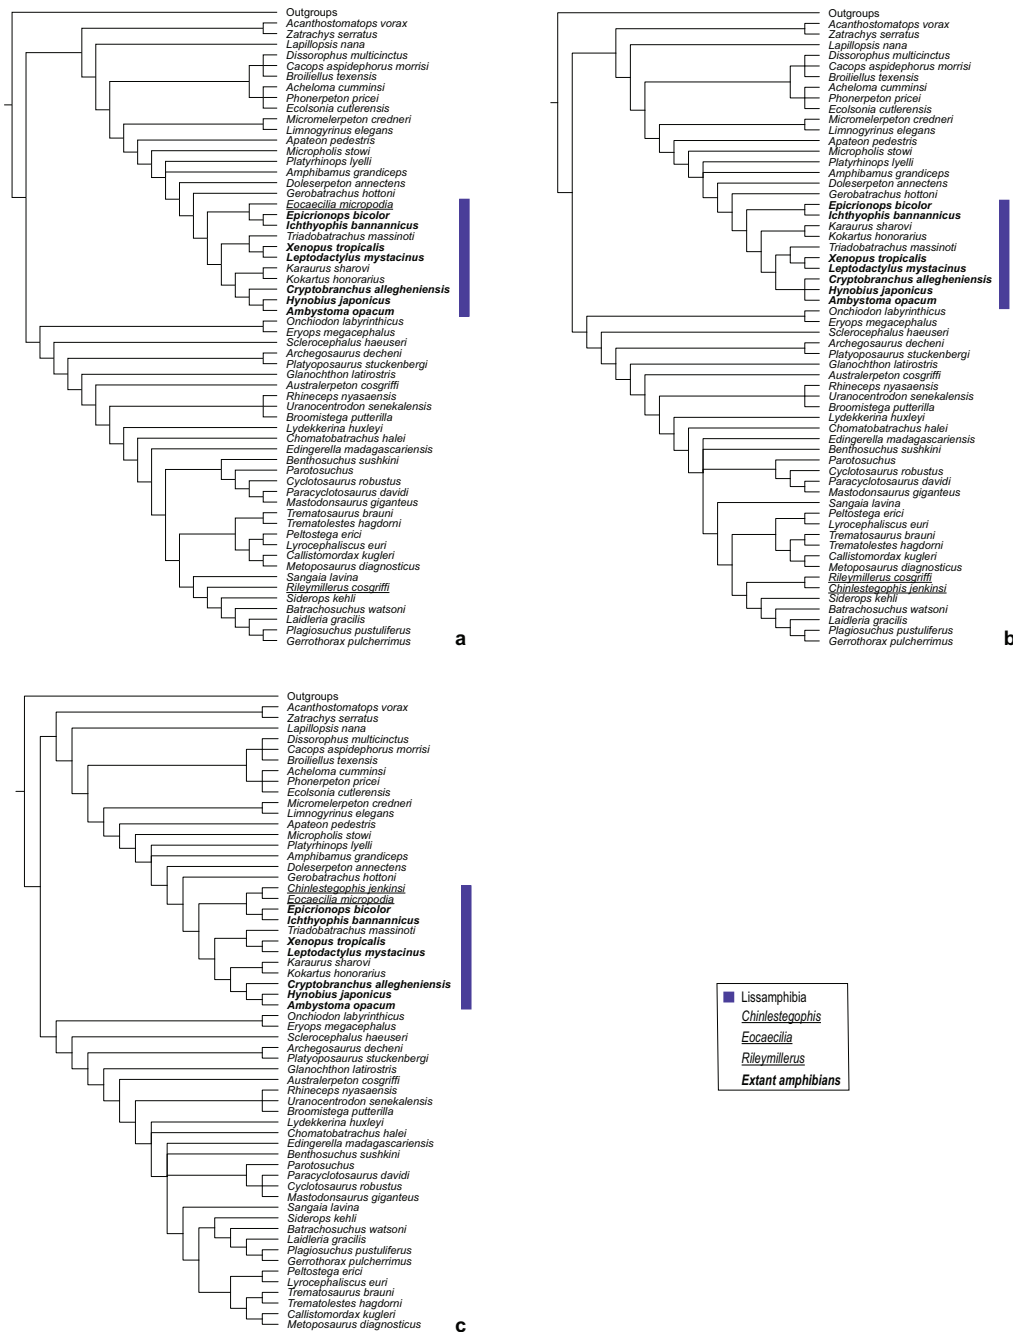 Outgroups
Acanthostomatops vorax
Zatrachys serratus
Lapillopsis nana
Dissorophus multicinctus
Cacops aspidephorus morrisi
Broiliellus texensis
Acheloma cumminsi
Phonerpeton pricei
Ecolsonia cutlerensis
Micromelerpeton credneri
Limnogyrinus elegans
Apateon pedestris
Micropholis stowi
Platyrhinops lyelli
Amphibamus grandiceps
Doleserpeton annectens
Gerobatrachus hottoni
Eocaecilia micropodia
Epicrionops bicolor
Ichthyophis bannannicus
Triadobatrachus massinoti
Xenopus tropicalis
Leptodactylus mystacinus
Karaurus sharovi
Kokartus honorarius
Cryptobranchus allegheniensis
Hynobius japonicus
Ambystoma opacum
Onchiodon labyrinthicus
Eryops megacephalus
Sclerocephalus haeuseri
Archegosaurus decheni
Platyoposaurus stuckenbergi
Glanochthon latirostris
Australerpeton cosgriffi
Rhineceps nyasaensis
Uranocentrodon senekalensis
Broomistega putterilla
Lydekkerina huxleyi
Chomatobatrachus halei
Edingerella madagascariensis
Benthosuchus sushkini
Parotosuchus
Cyclotosaurus robustus
Paracyclotosaurus davidi
Mastodonsaurus giganteus
Trematosaurus brauni
Trematolestes hagdorni
Peltostega erici
Lyrocephaliscus euri
Callistomordax kugleri
Metoposaurus diagnosticus
Sangaia lavina
Rileymillerus cosgriffi
Siderops kehli
Batrachosuchus watsoni
Laidleria gracilis
Plagiosuchus pustuliferus
Gerrothorax pulcherrimus
a
Outgroups
Acanthostomatops vorax
Zatrachys serratus
Lapillopsis nana
Dissorophus multicinctus
Cacops aspidephorus morrisi
Broiliellus texensis
Acheloma cumminsi
Phonerpeton pricei
Ecolsonia cutlerensis
Micromelerpeton credneri
Limnogyrinus elegans
Apateon pedestris
Micropholis stowi
Platyrhinops lyelli
Amphibamus grandiceps
Doleserpeton annectens
Gerobatrachus hottoni
Epicrionops bicolor
Ichthyophis bannannicus
Karaurus sharovi
Kokartus honorarius
Triadobatrachus massinoti
Xenopus tropicalis
Leptodactylus mystacinus
Cryptobranchus allegheniensis
Hynobius japonicus
Ambystoma opacum
Onchiodon labyrinthicus
Eryops megacephalus
Sclerocephalus haeuseri
Archegosaurus decheni
Platyoposaurus stuckenbergi
Glanochthon latirostris
Australerpeton cosgriffi
Rhineceps nyasaensis
Uranocentrodon senekalensis
Broomistega putterilla
Lydekkerina huxleyi
Chomatobatrachus halei
Edingerella madagascariensis
Benthosuchus sushkini
Parotosuchus
Cyclotosaurus robustus
Paracyclotosaurus davidi
Mastodonsaurus giganteus
Sangaia lavina
Peltostega erici
Lyrocephaliscus euri
Trematosaurus brauni
Trematolestes hagdorni
Callistomordax kugleri
Metoposaurus diagnosticus
Rileymillerus cosgriffi
Chinlestegophis jenkinsi
Siderops kehli
Batrachosuchus watsoni
Laidleria gracilis
Plagiosuchus pustuliferus
Gerrothorax pulcherrimus
b
Outgroups
Acanthostomatops vorax
Zatrachys serratus
Lapillopsis nana
Dissorophus multicinctus
Cacops aspidephorus morrisi
Broiliellus texensis
Acheloma cumminsi
Phonerpeton pricei
Ecolsonia cutlerensis
Micromelerpeton credneri
Limnogyrinus elegans
Apateon pedestris
Micropholis stowi
Platyrhinops lyelli
Amphibamus grandiceps
Doleserpeton annectens
Gerobatrachus hottoni
Chinlestegophis jenkinsi
Eocaecilia micropodia
Epicrionops bicolor
Ichthyophis bannannicus
Triadobatrachus massinoti
Xenopus tropicalis
Leptodactylus mystacinus
Karaurus sharovi
Kokartus honorarius
Cryptobranchus allegheniensis
Hynobius japonicus
Ambystoma opacum
Onchiodon labyrinthicus
Eryops megacephalus
Sclerocephalus haeuseri
Archegosaurus decheni
Platyoposaurus stuckenbergi
Glanochthon latirostris
Australerpeton cosgriffi
Rhineceps nyasaensis
Uranocentrodon senekalensis
Broomistega putterilla
Lydekkerina huxleyi
Chomatobatrachus halei
Edingerella madagascariensis
Benthosuchus sushkini
Parotosuchus
Paracyclotosaurus davidi
Cyclotosaurus robustus
Mastodonsaurus giganteus
Sangaia lavina
Siderops kehli
Batrachosuchus watsoni
Laidleria gracilis
Plagiosuchus pustuliferus
Gerrothorax pulcherrimus
Peltostega erici
Lyrocephaliscus euri
Trematosaurus brauni
Trematolestes hagdorni
Callistomordax kugleri
Metoposaurus diagnosticus
c
Lissamphibia
Chinlestegophis
Eocaecilia
Rileymillerus
Extant amphibians